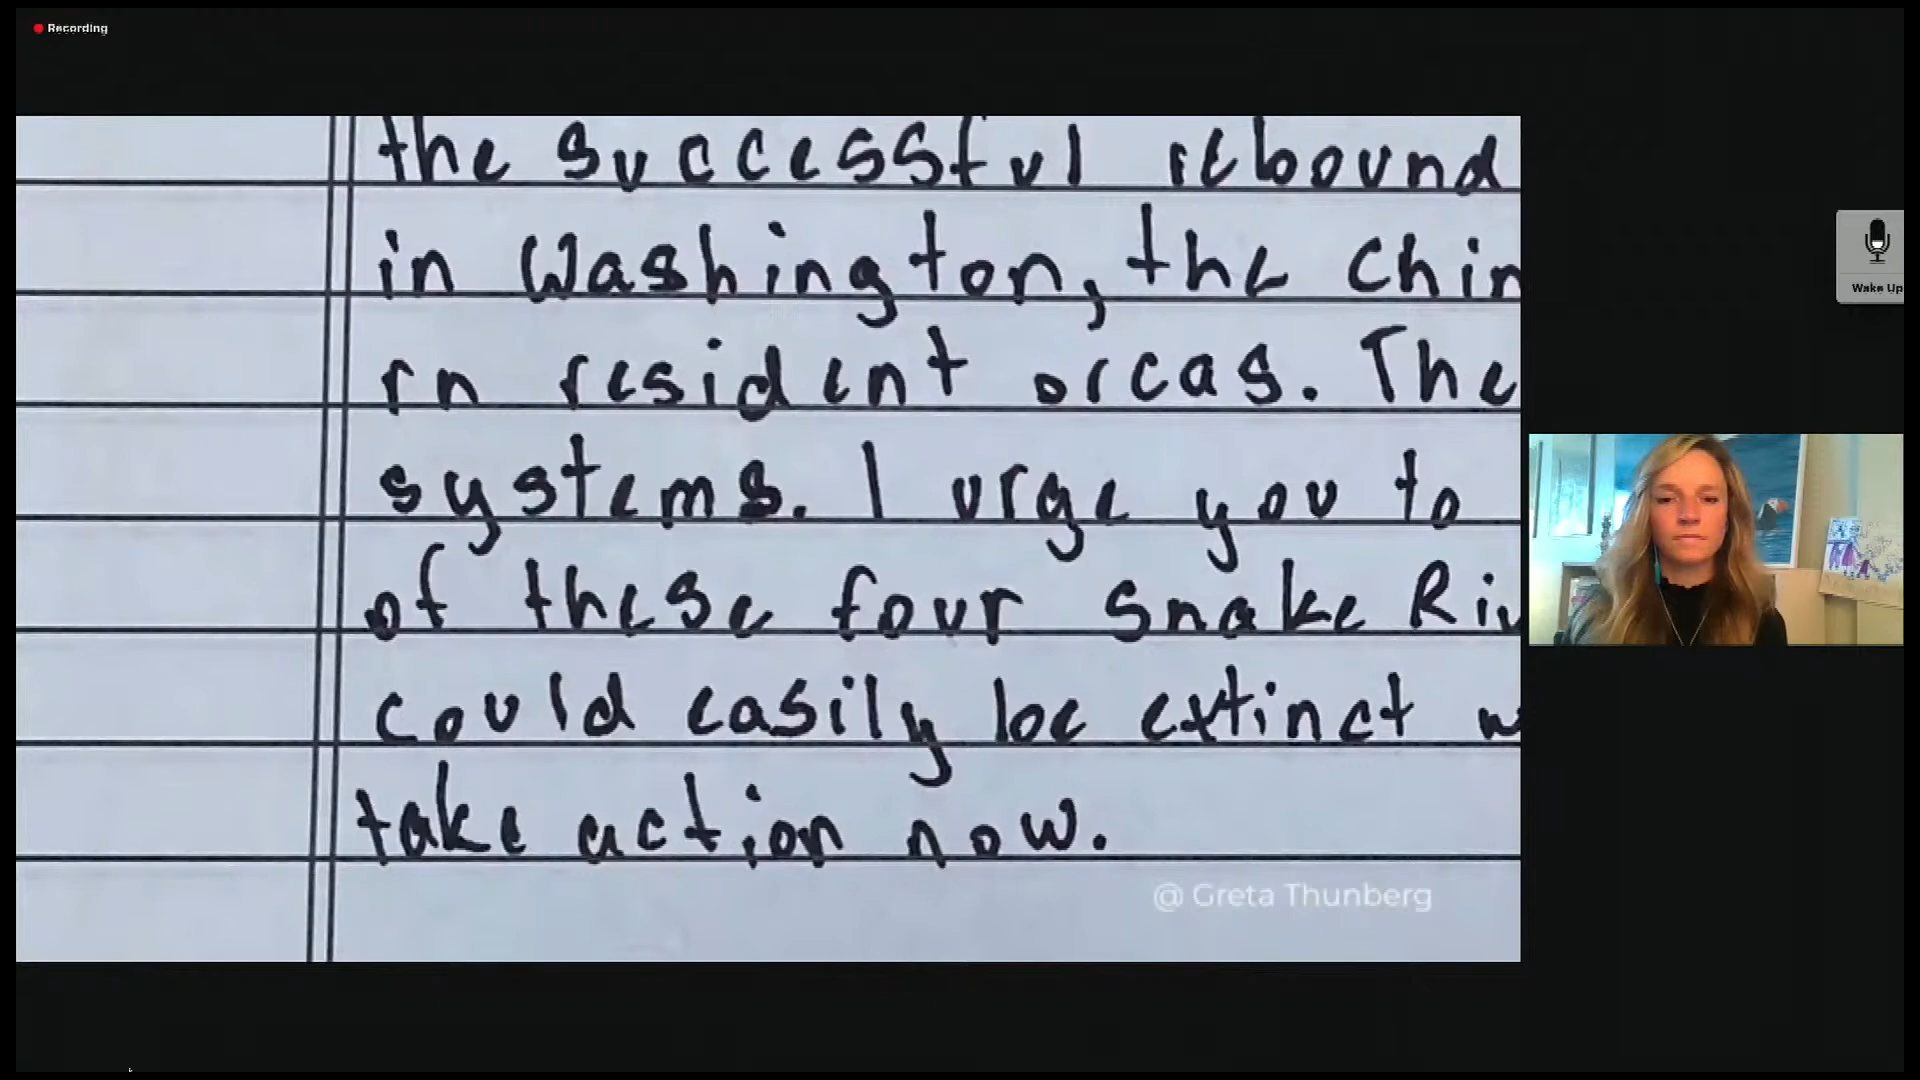 Recording
the successful rebound
in Washington, the Chin
rn resident orcas. The
systems. I urge you to
of these four Snake Riv
could easily be extinct w
take action now.
@ Greta Thunberg
Wake Up